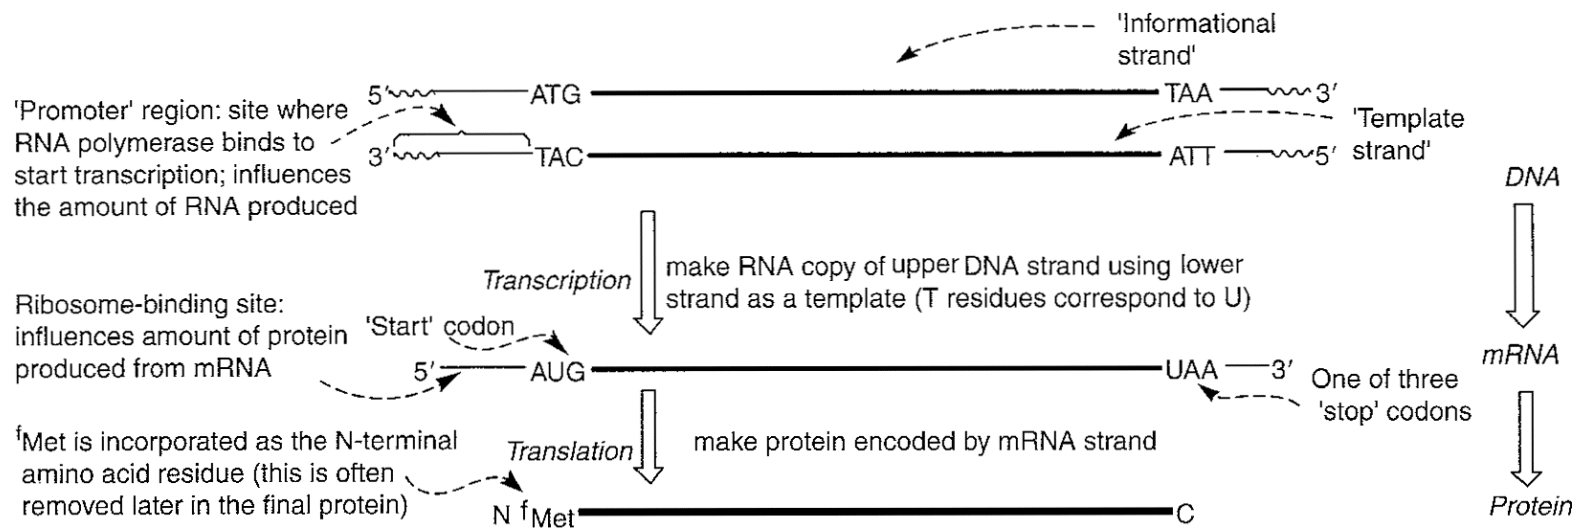 'Informational
strand'
5′ ATG TAA 3′
'Promoter' region: site where
RNA polymerase binds to
start transcription; influences
the amount of RNA produced
3′ TAC ATT 5′
'Template
strand'
DNA
Transcription
make RNA copy of upper DNA strand using lower
strand as a template (T residues correspond to U)
Ribosome-binding site:
influences amount of protein
produced from mRNA
'Start' codon
mRNA
5′ AUG UAA 3′
One of three
'stop' codons
fMet is incorporated as the N-terminal
amino acid residue (this is often
removed later in the final protein)
Translation
make protein encoded by mRNA strand
N fMet C
Protein